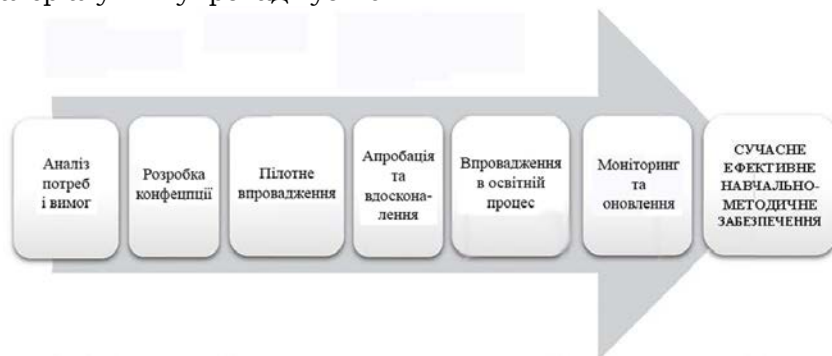 Аналіз
потреб
і вимог
Розробка
конфецпції
Пілотне
впровадження
Апробація
та
вдоскона-
лення
Впровадження
в освітній
процес
Моніторинг
та
оновлення
СУЧАСНЕ
ЕФЕКТИВНЕ
НАВЧАЛЬНО-
МЕТОДИЧНЕ
ЗАБЕЗПЕЧЕННЯ